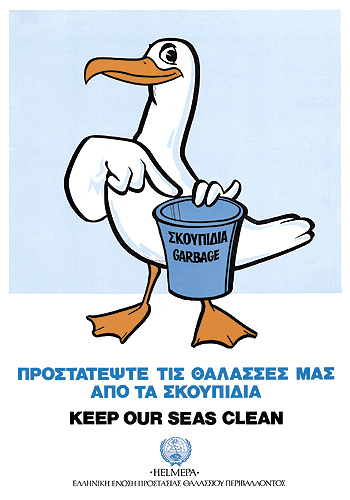 ΣΚΟΥΠΙΔΙΑ
GARBAGE
ΠΡΟΣΤΑΤΕΨΤΕ ΤΙΣ ΘΑΛΑΣΣΕΣ ΜΑΣ
ΑΠΟ ΤΑ ΣΚΟΥΠΙΔΙΑ
KEEP OUR SEAS CLEAN
·HELMEPA·
ΕΛΛΗΝΙΚΗ ΕΝΩΣΗ ΠΡΟΣΤΑΣΙΑΣ ΘΑΛΑΣΣΙΟΥ ΠΕΡΙΒΑΛΛΟΝΤΟΣ